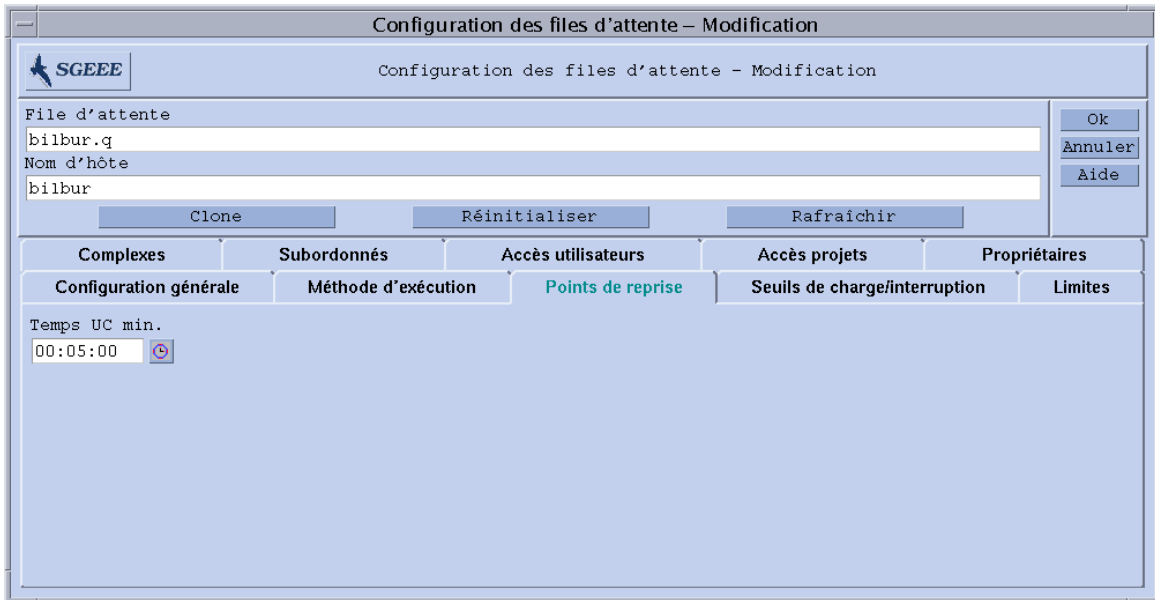 Configuration des files d'attente – Modification
SGEEE
Configuration des files d'attente - Modification
File d'attente
bilbur.q
Nom d'hôte
bilbur
Ok
Annuler
Aide
Clone Réinitialiser Rafraîchir
Complexes Subordonnés Accès utilisateurs Accès projets Propriétaires
Configuration générale Méthode d'exécution Points de reprise Seuils de charge/interruption Limites
Temps UC min.
00:05:00